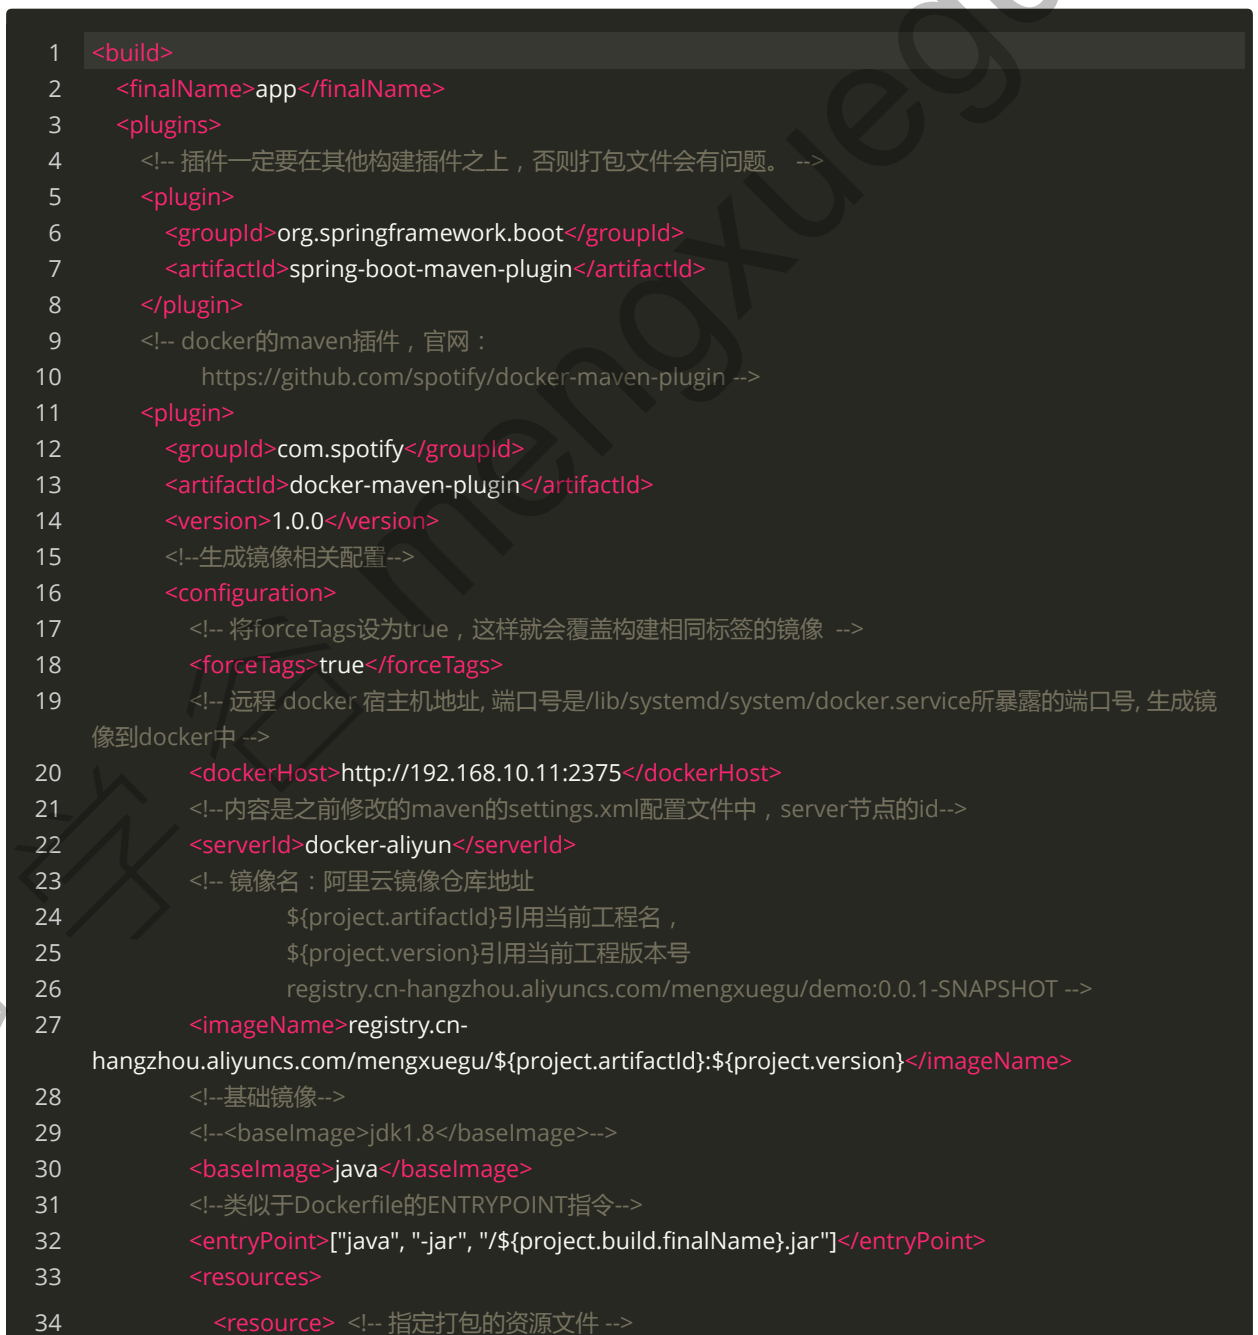 1 <build>
2 <finalName>app</finalName>
3 <plugins>
4 <!-- 插件一定要在其他构建插件之上，否则打包文件会有问题。 -->
5 <plugin>
6 <groupId>org.springframework.boot</groupId>
7 <artifactId>spring-boot-maven-plugin</artifactId>
8 </plugin>
9 <!-- docker的maven插件，官网：
10 https://github.com/spotify/docker-maven-plugin -->
11 <plugin>
12 <groupId>com.spotify</groupId>
13 <artifactId>docker-maven-plugin</artifactId>
14 <version>1.0.0</version>
15 <!--生成镜像相关配置-->
16 <configuration>
17 <!-- 将forceTags设为true，这样就会覆盖构建相同标签的镜像 -->
18 <forceTags>true</forceTags>
19 <!-- 远程 docker 宿主机地址, 端口号是/lib/systemd/system/docker.service所暴露的端口号, 生成镜
像到docker中 -->
20 <dockerHost>http://192.168.10.11:2375</dockerHost>
21 <!--内容是之前修改的maven的settings.xml配置文件中，server节点的id-->
22 <serverId>docker-aliyun</serverId>
23 <!-- 镜像名：阿里云镜像仓库地址
24 ${project.artifactId}引用当前工程名，
25 ${project.version}引用当前工程版本号
26 registry.cn-hangzhou.aliyuncs.com/mengxuegu/demo:0.0.1-SNAPSHOT -->
27 <imageName>registry.cn-
hangzhou.aliyuncs.com/mengxuegu/${project.artifactId}:${project.version}</imageName>
28 <!--基础镜像-->
29 <!--<baseImage>jdk1.8</baseImage>-->
30 <baseImage>java</baseImage>
31 <!--类似于Dockerfile的ENTRYPOINT指令-->
32 <entryPoint>["java", "-jar", "/${project.build.finalName}.jar"]</entryPoint>
33 <resources>
34 <resource> <!-- 指定打包的资源文件 -->
学谷 mengxueg